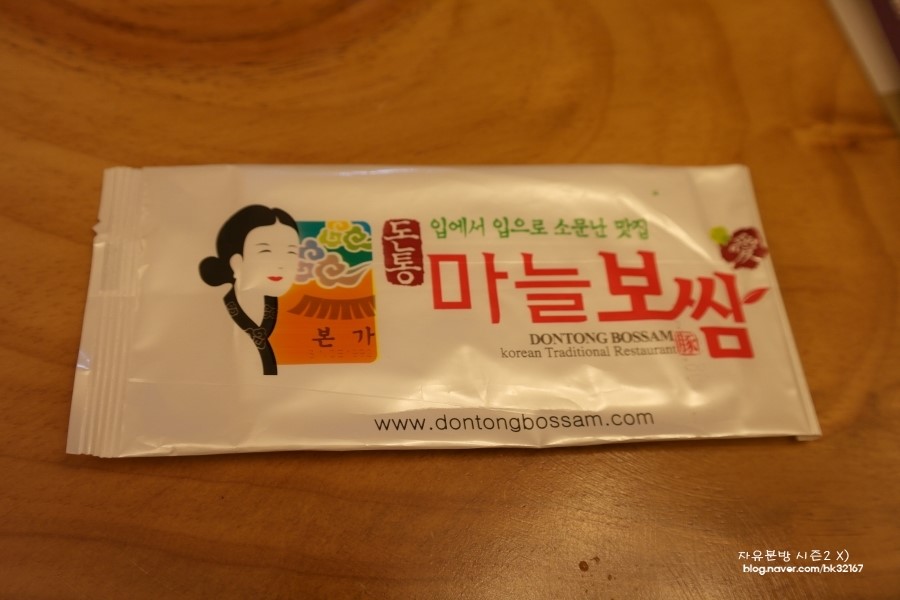 돈통
입에서 입으로 소문난 맛집
마늘보쌈
DONTONG BOSSAM
korean Traditional Restaurant
豚
본가
www.dontongbossam.com
자유분방 시즌2 X)
blog.naver.com/bk32167